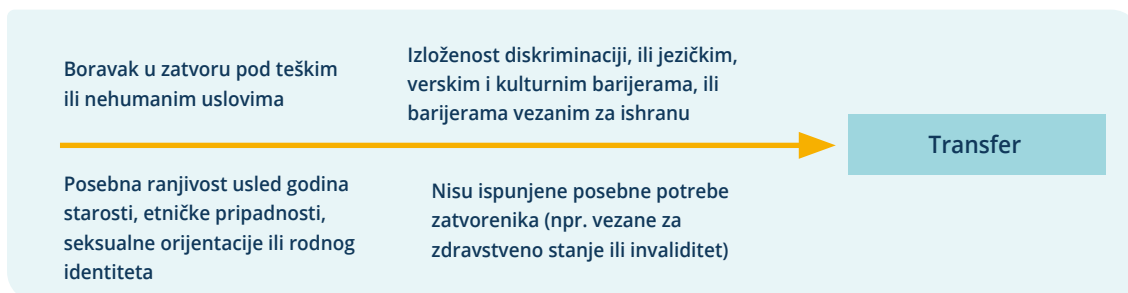 Boravak u zatvoru pod teškim
ili nehumanim uslovima
Izloženost diskriminaciji, ili jezičkim,
verskim i kulturnim barijerama, ili
barijerama vezanim za ishranu
Transfer
Posebna ranjivost usled godina
starosti, etničke pripadnosti,
seksualne orijentacije ili rodnog
identiteta
Nisu ispunjene posebne potrebe
zatvorenika (npr. vezane za
zdravstveno stanje ili invaliditet)